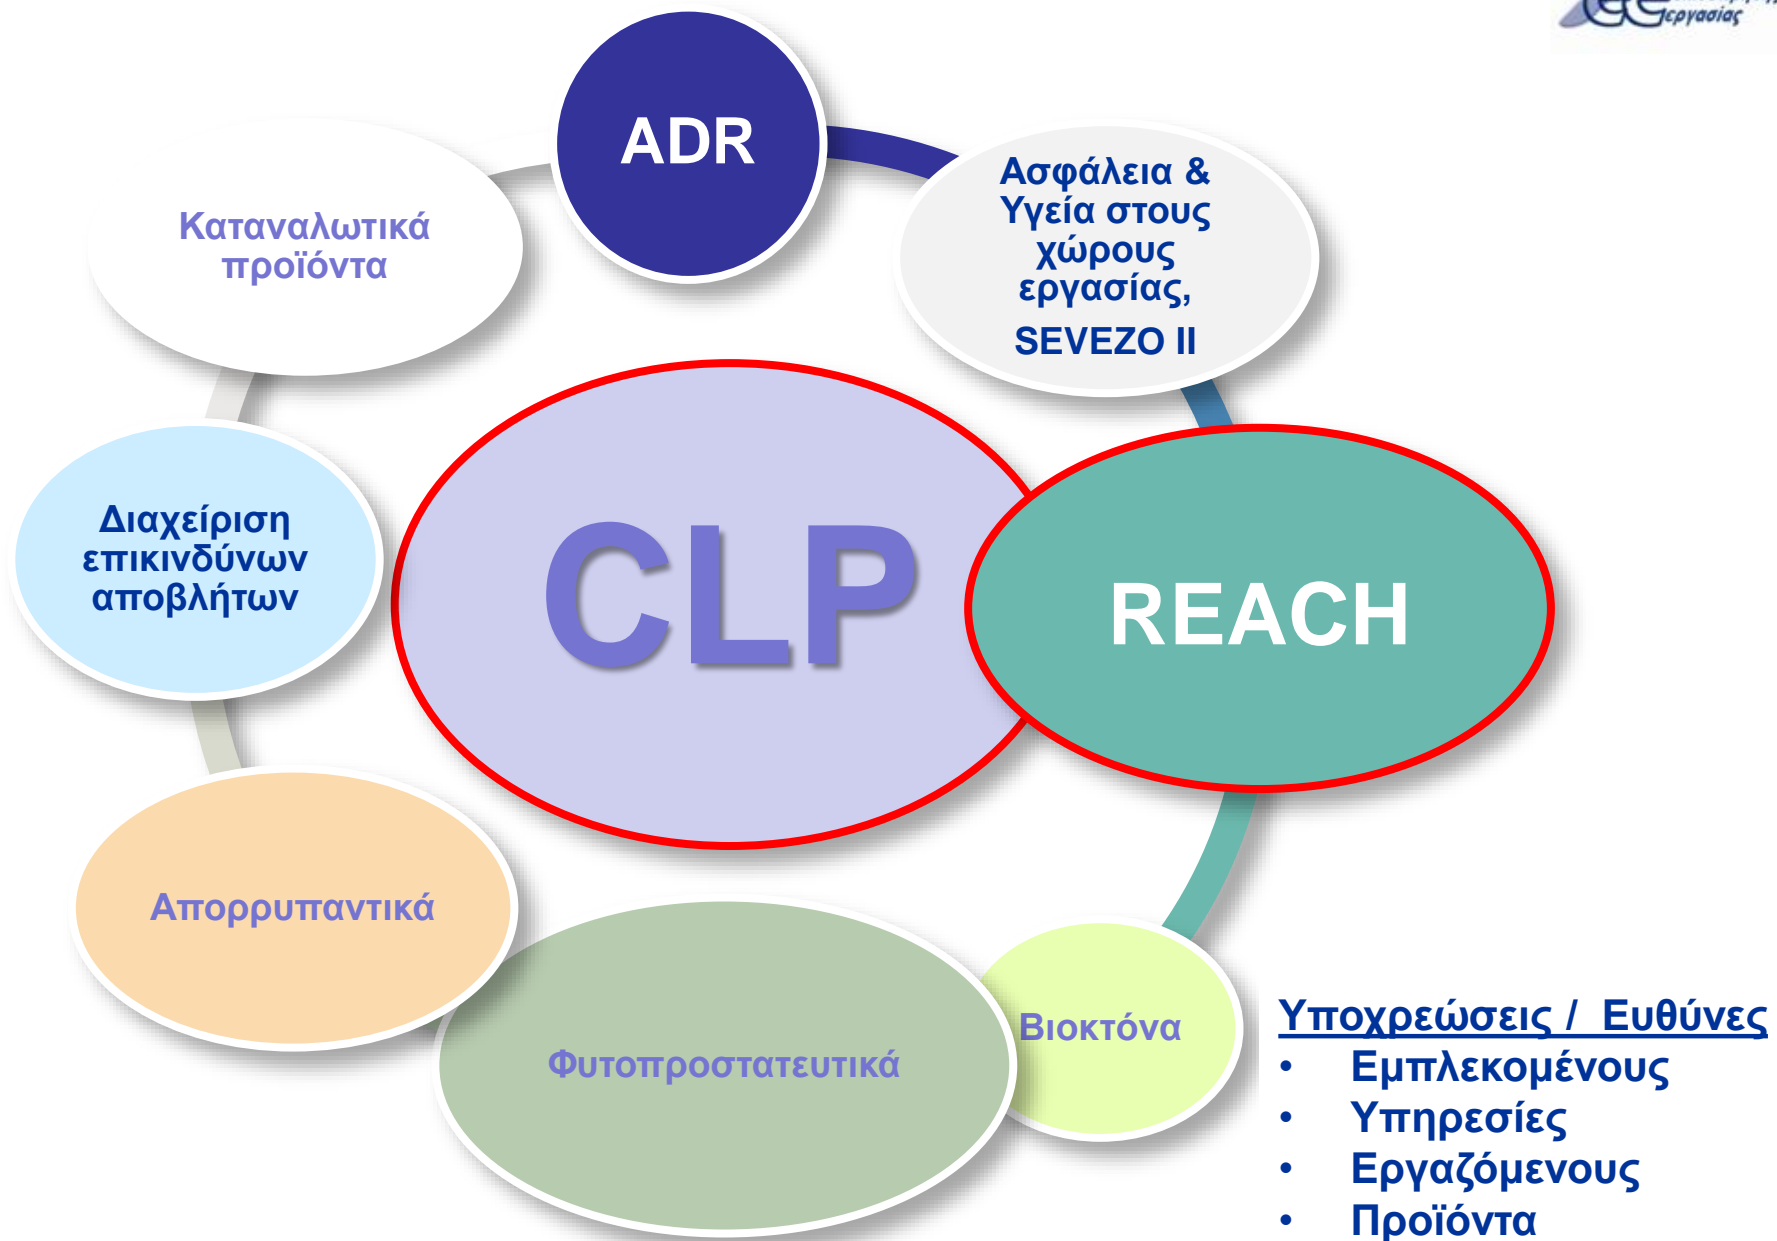 εργασίας
ADR
Ασφάλεια &
Υγεία στους
χώρους
εργασίας,
SEVEZO II
Καταναλωτικά
προϊόντα
CLP
REACH
Διαχείριση
επικινδύνων
αποβλήτων
Απορρυπαντικά
Φυτοπροστατευτικά
Βιοκτόνα
Υποχρεώσεις / Ευθύνες
• Εμπλεκομένους
• Υπηρεσίες
• Εργαζόμενους
• Προϊόντα